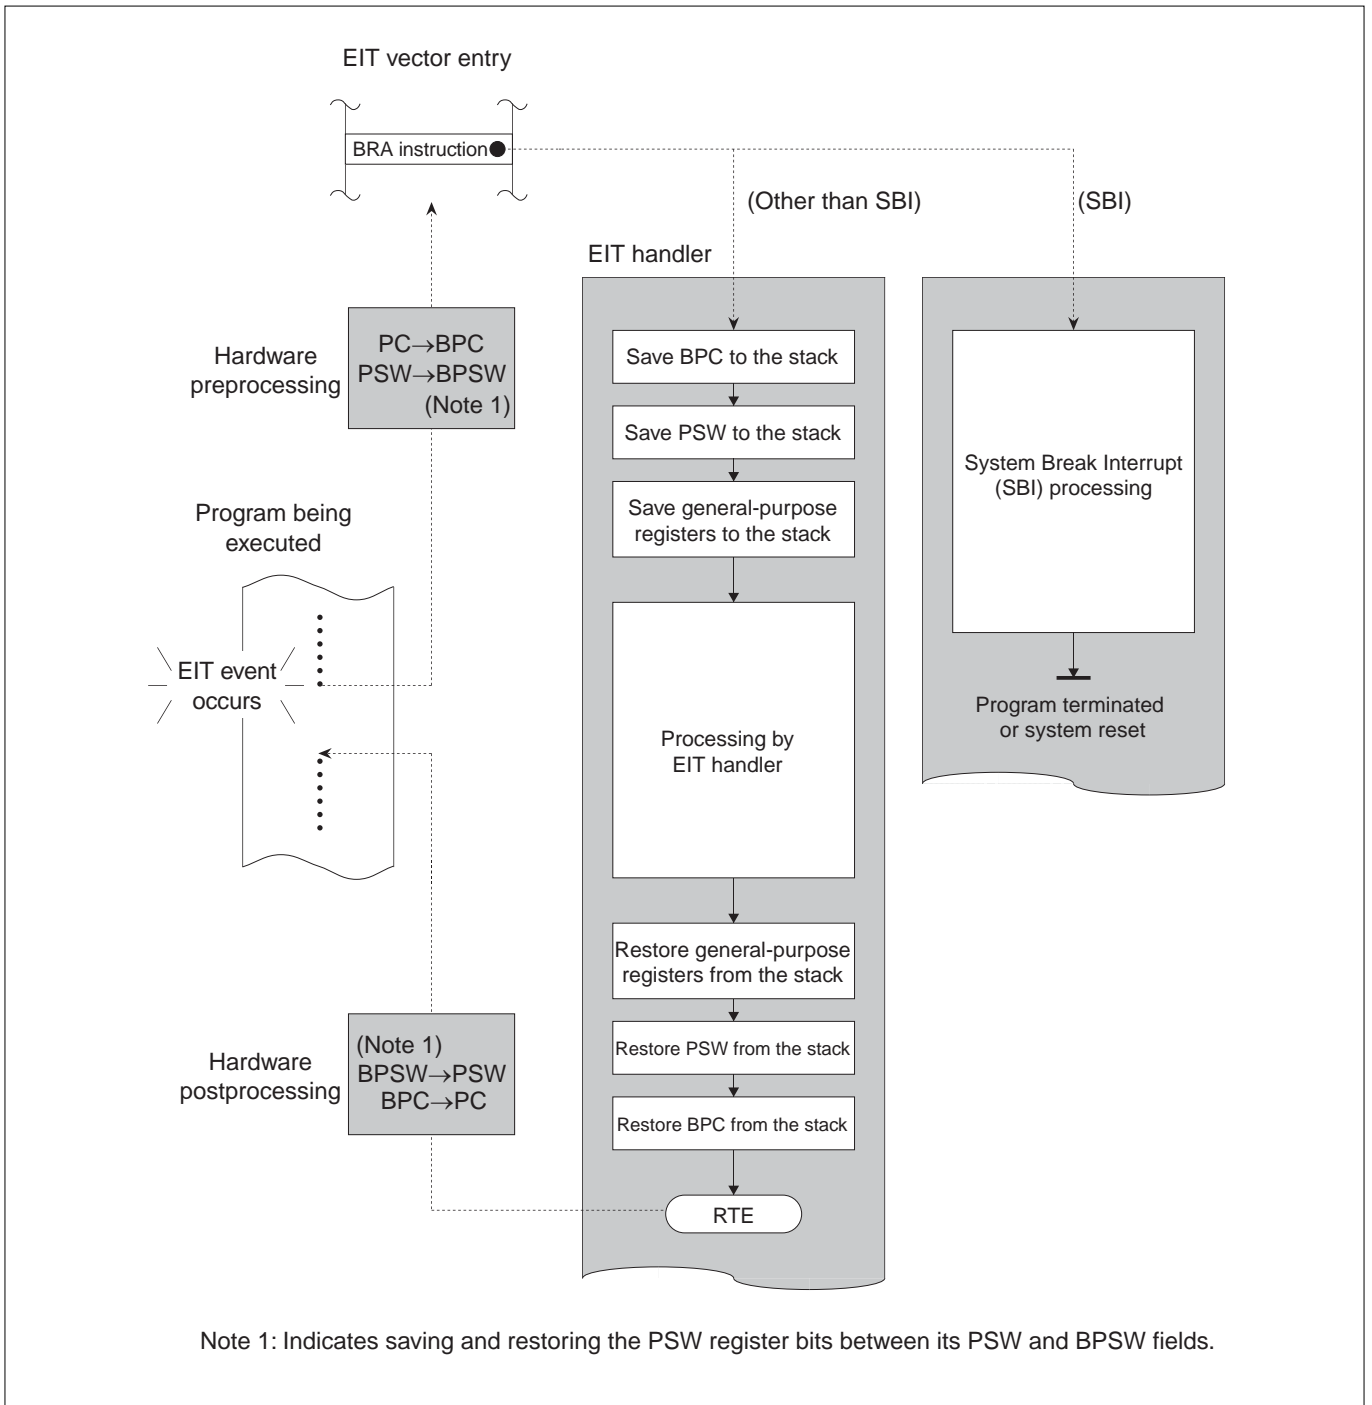 EIT vector entry
BRA instruction
(Other than SBI)
(SBI)
EIT handler
Hardware
preprocessing
PC→BPC
PSW→BPSW
(Note 1)
Save BPC to the stack
Save PSW to the stack
Save general-purpose
registers to the stack
System Break Interrupt
(SBI) processing
Program being
executed
EIT event
occurs
Program terminated
or system reset
Processing by
EIT handler
Restore general-purpose
registers from the stack
Restore PSW from the stack
Restore BPC from the stack
RTE
Hardware
postprocessing
(Note 1)
BPSW→PSW
BPC→PC
Note 1: Indicates saving and restoring the PSW register bits between its PSW and BPSW fields.